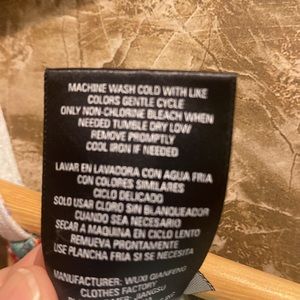 MACHINE WASH COLD WITH LIKE
COLORS GENTLE CYCLE
ONLY NON-CHLORINE BLEACH WHEN
NEEDED TUMBLE DRY LOW
REMOVE PROMPTLY
COOL IRON IF NEEDED
LAVAR EN LAVADORA CON AGUA FRIA
CON COLORES SIMILARES
CICLO DELICADO
SOLO USAR CLORO SIN BLANQUEADOR
CUANDO SEA NECESARIO
SECAR A MAQUINA EN CICLO LENTO
REMUEVA PRONTAMENTE
USE PLANCHA FRIA SI SE NECESITA
MANUFACTURER: WUXI QIANFENG
CLOTHES FACTORY